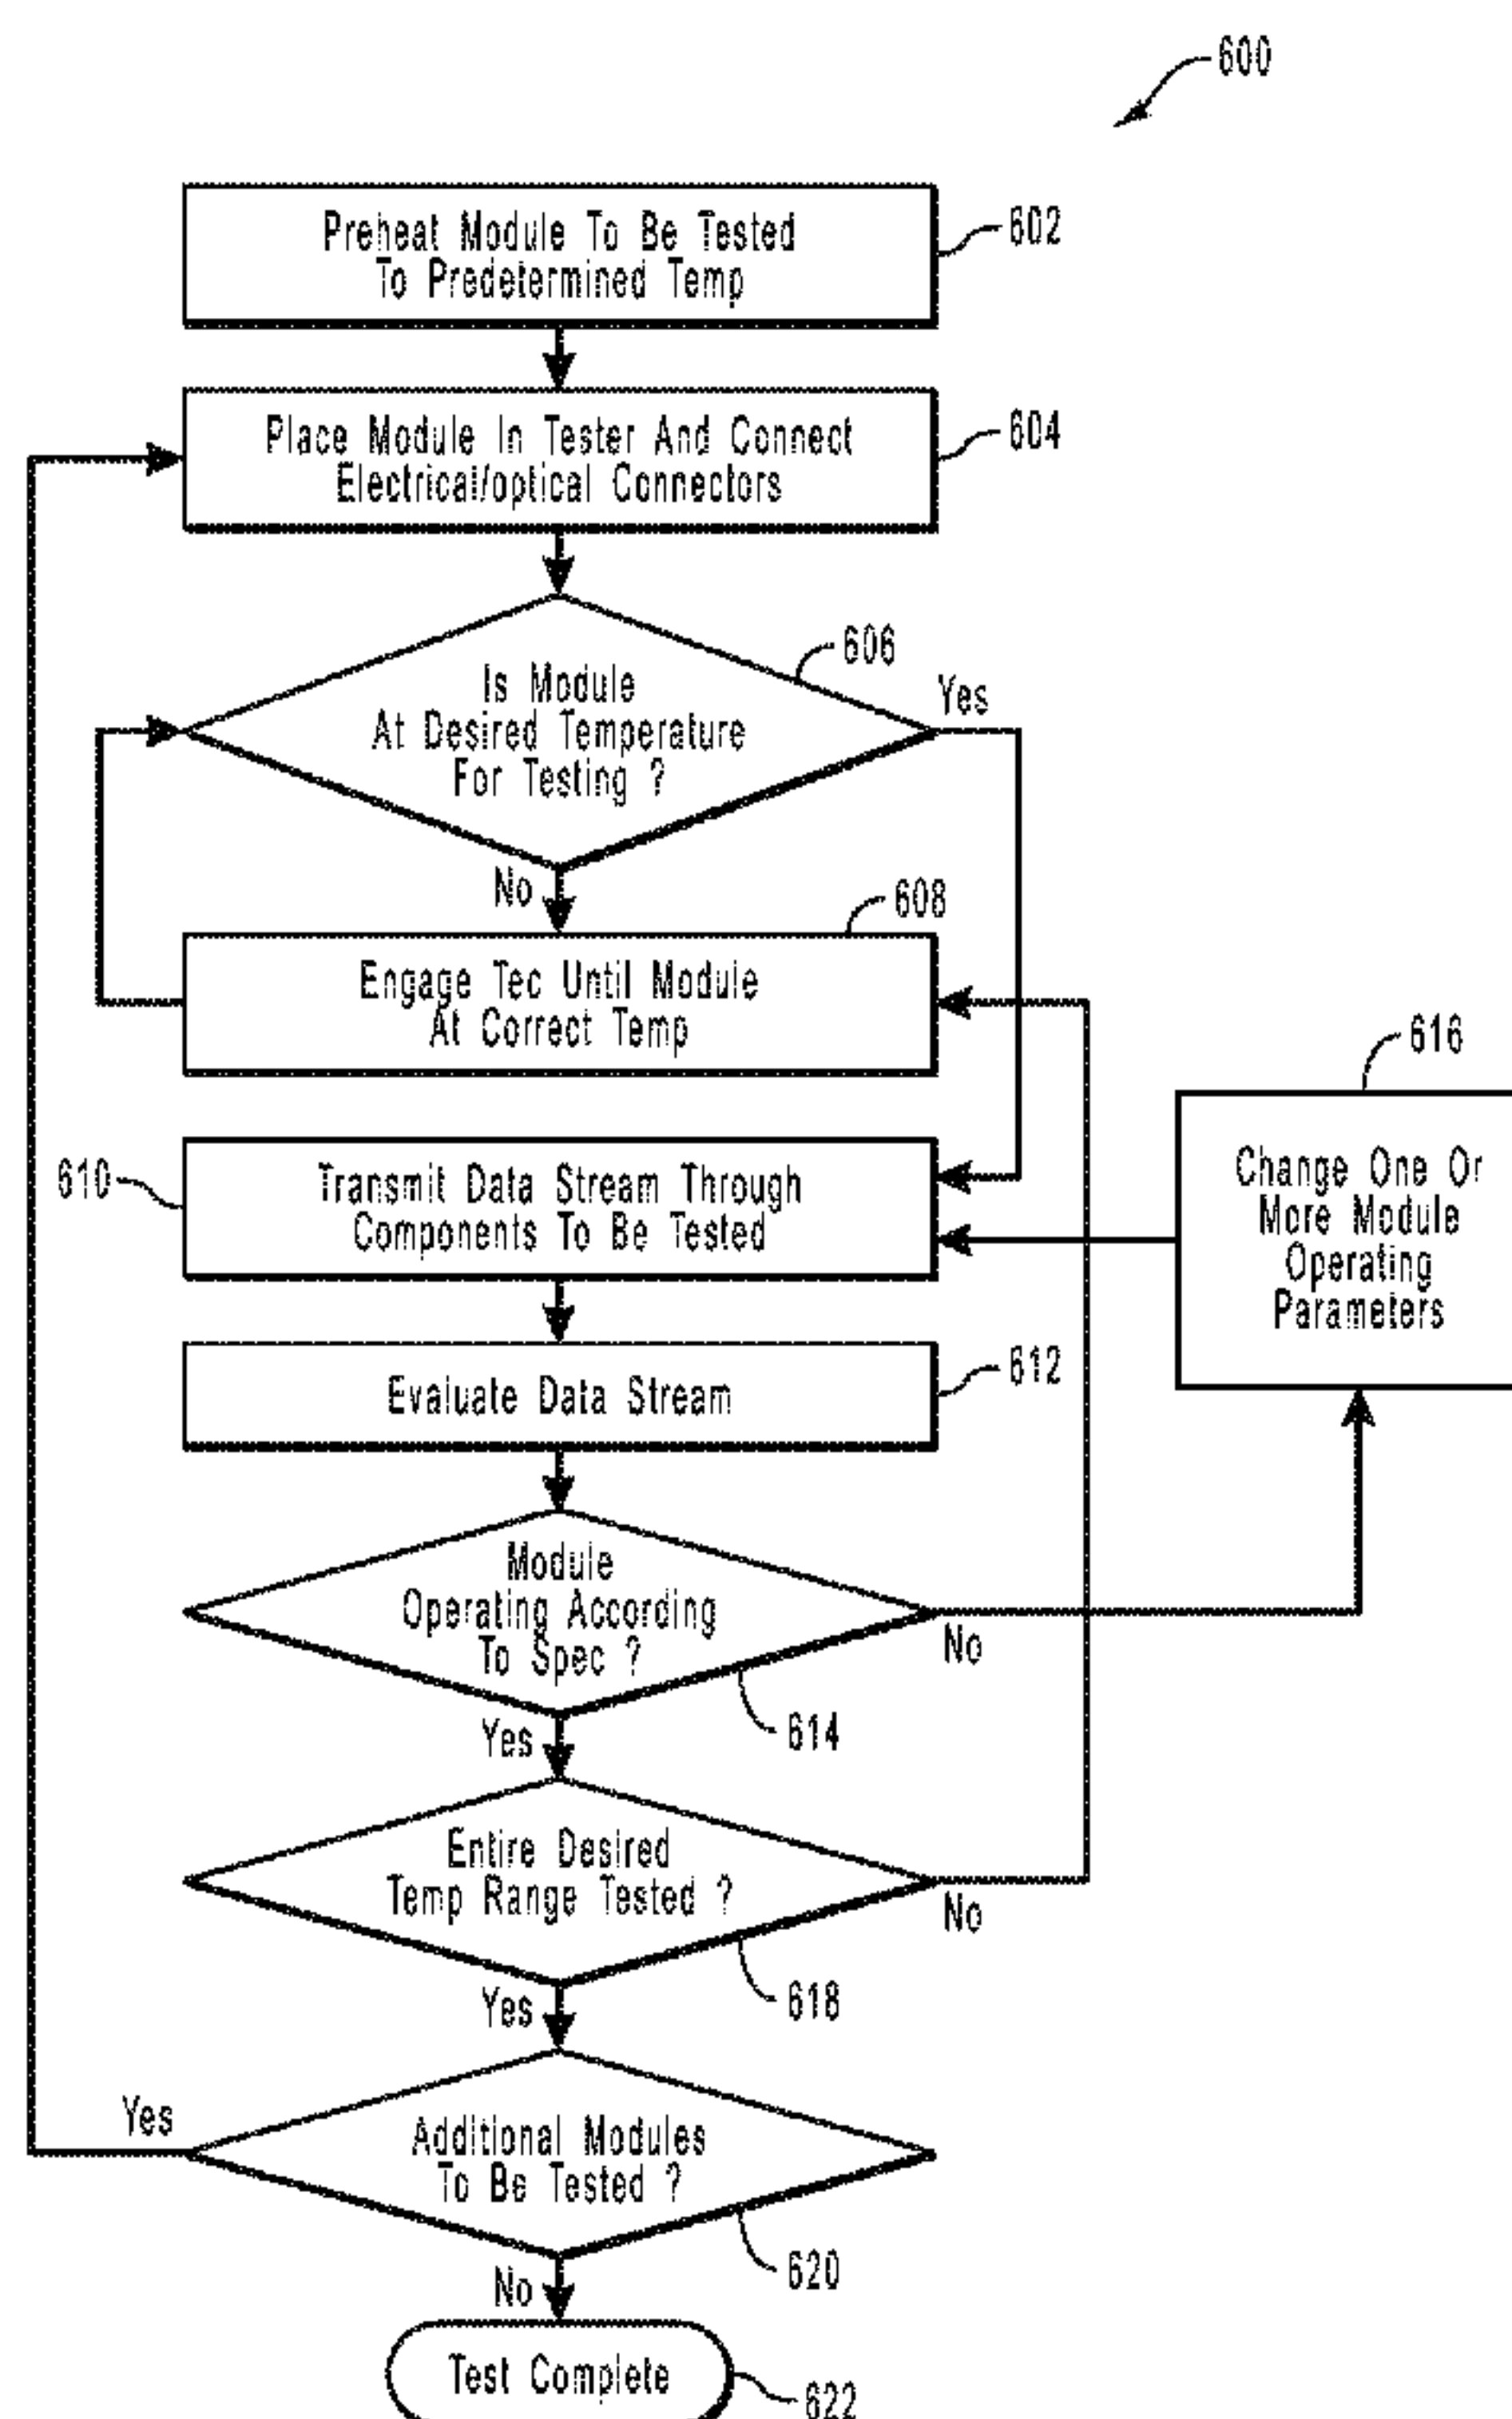 600
Preheat Module To Be Tested
To Predetermined Temp
602
Place Module In Tester And Connect
Electrical/optical Connectors
604
Is Module
At Desired Temperature
For Testing ?
606
Yes
No
608
Engage Tec Until Module
At Correct Temp
616
Change One Or
More Module
Operating
Parameters
610
Transmit Data Stream Through
Components To Be Tested
Evaluate Data Stream
612
Module
Operating According
To Spec ?
No
614
Yes
Entire Desired
Temp Range Tested ?
No
618
Yes
Yes
Additional Modules
To Be Tested ?
620
No
Test Complete
622